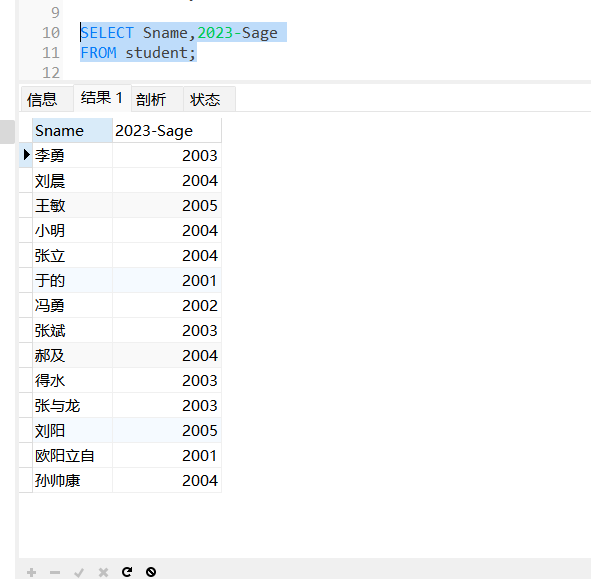 9
10 SELECT Sname,2023-Sage
11 FROM student;
12
信息 结果 1 剖析 状态
Sname 2023-Sage
李勇 2003
刘晨 2004
王敏 2005
小明 2004
张立 2004
于的 2001
冯勇 2002
张斌 2003
郝及 2004
得水 2003
张与龙 2003
刘阳 2005
欧阳立自 2001
孙帅康 2004